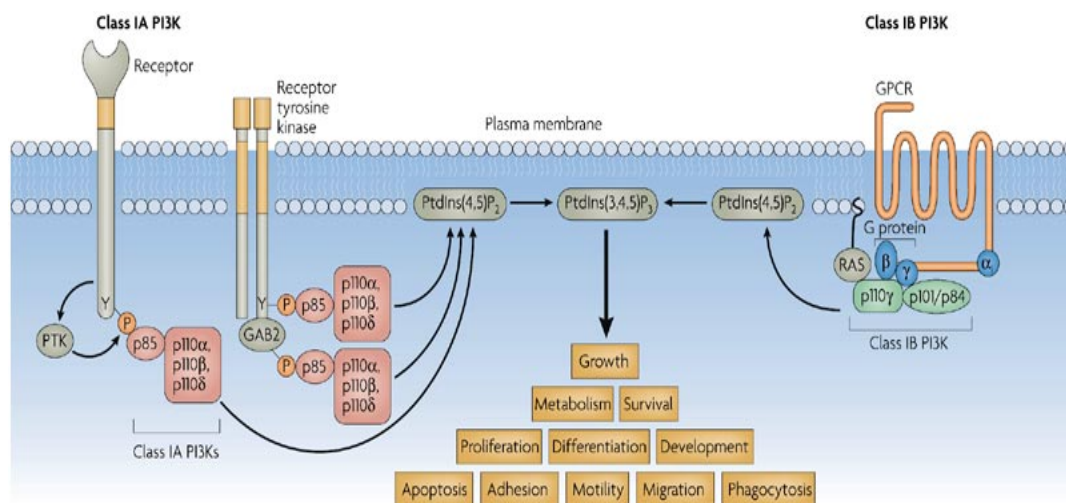 Class IA PI3K
Class IB PI3K
Receptor
Receptor
tyrosine
kinase
Plasma membrane
GPCR
PtdIns(4,5)P2
PtdIns(3,4,5)P3
PtdIns(4,5)P2
G protein
RAS
β
γ
α
p110γ
p101/p84
Class IB PI3K
Y
P
PTK
p85
p110α,
p110β,
p110δ
Class IA PI3Ks
Y
P
p85
p110α,
p110β,
p110δ
GAB2
P
p85
p110α,
p110β,
p110δ
Growth
Metabolism
Survival
Proliferation
Differentiation
Development
Apoptosis
Adhesion
Motility
Migration
Phagocytosis